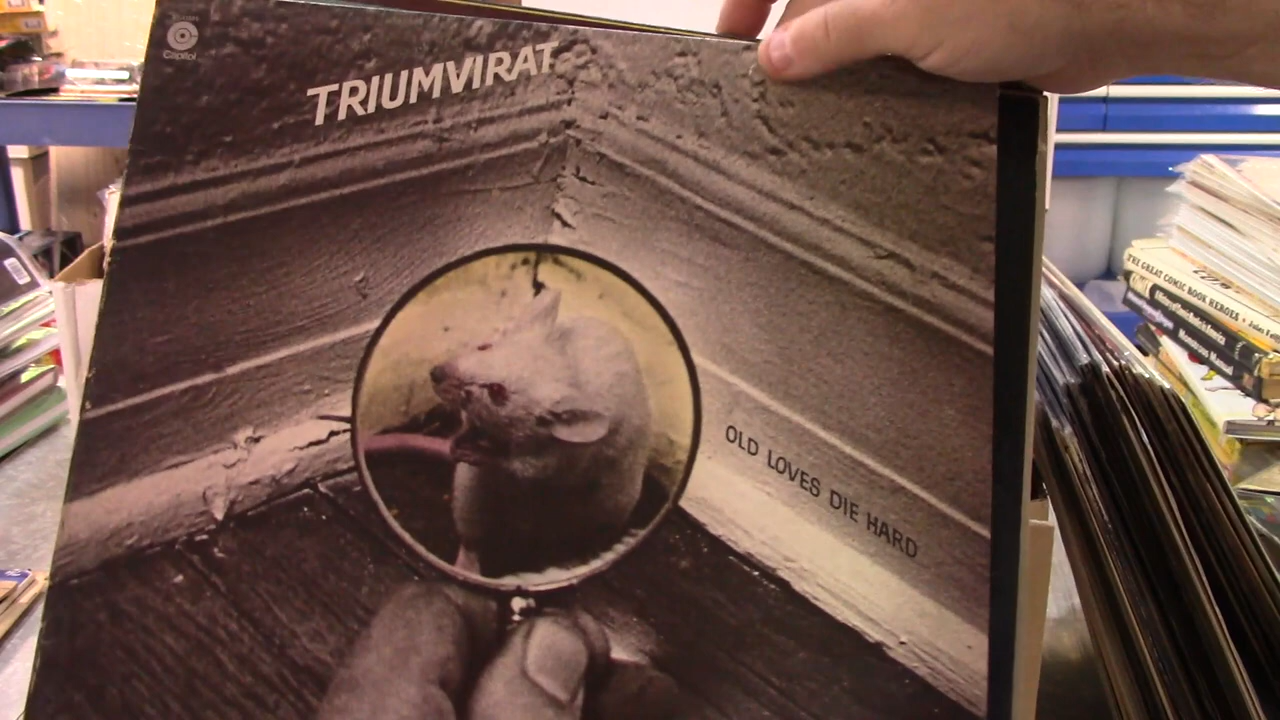 Capitol
TRIUMVIRAT
OLD LOVES DIE HARD
THE GREAT COMIC BOOK HEROES